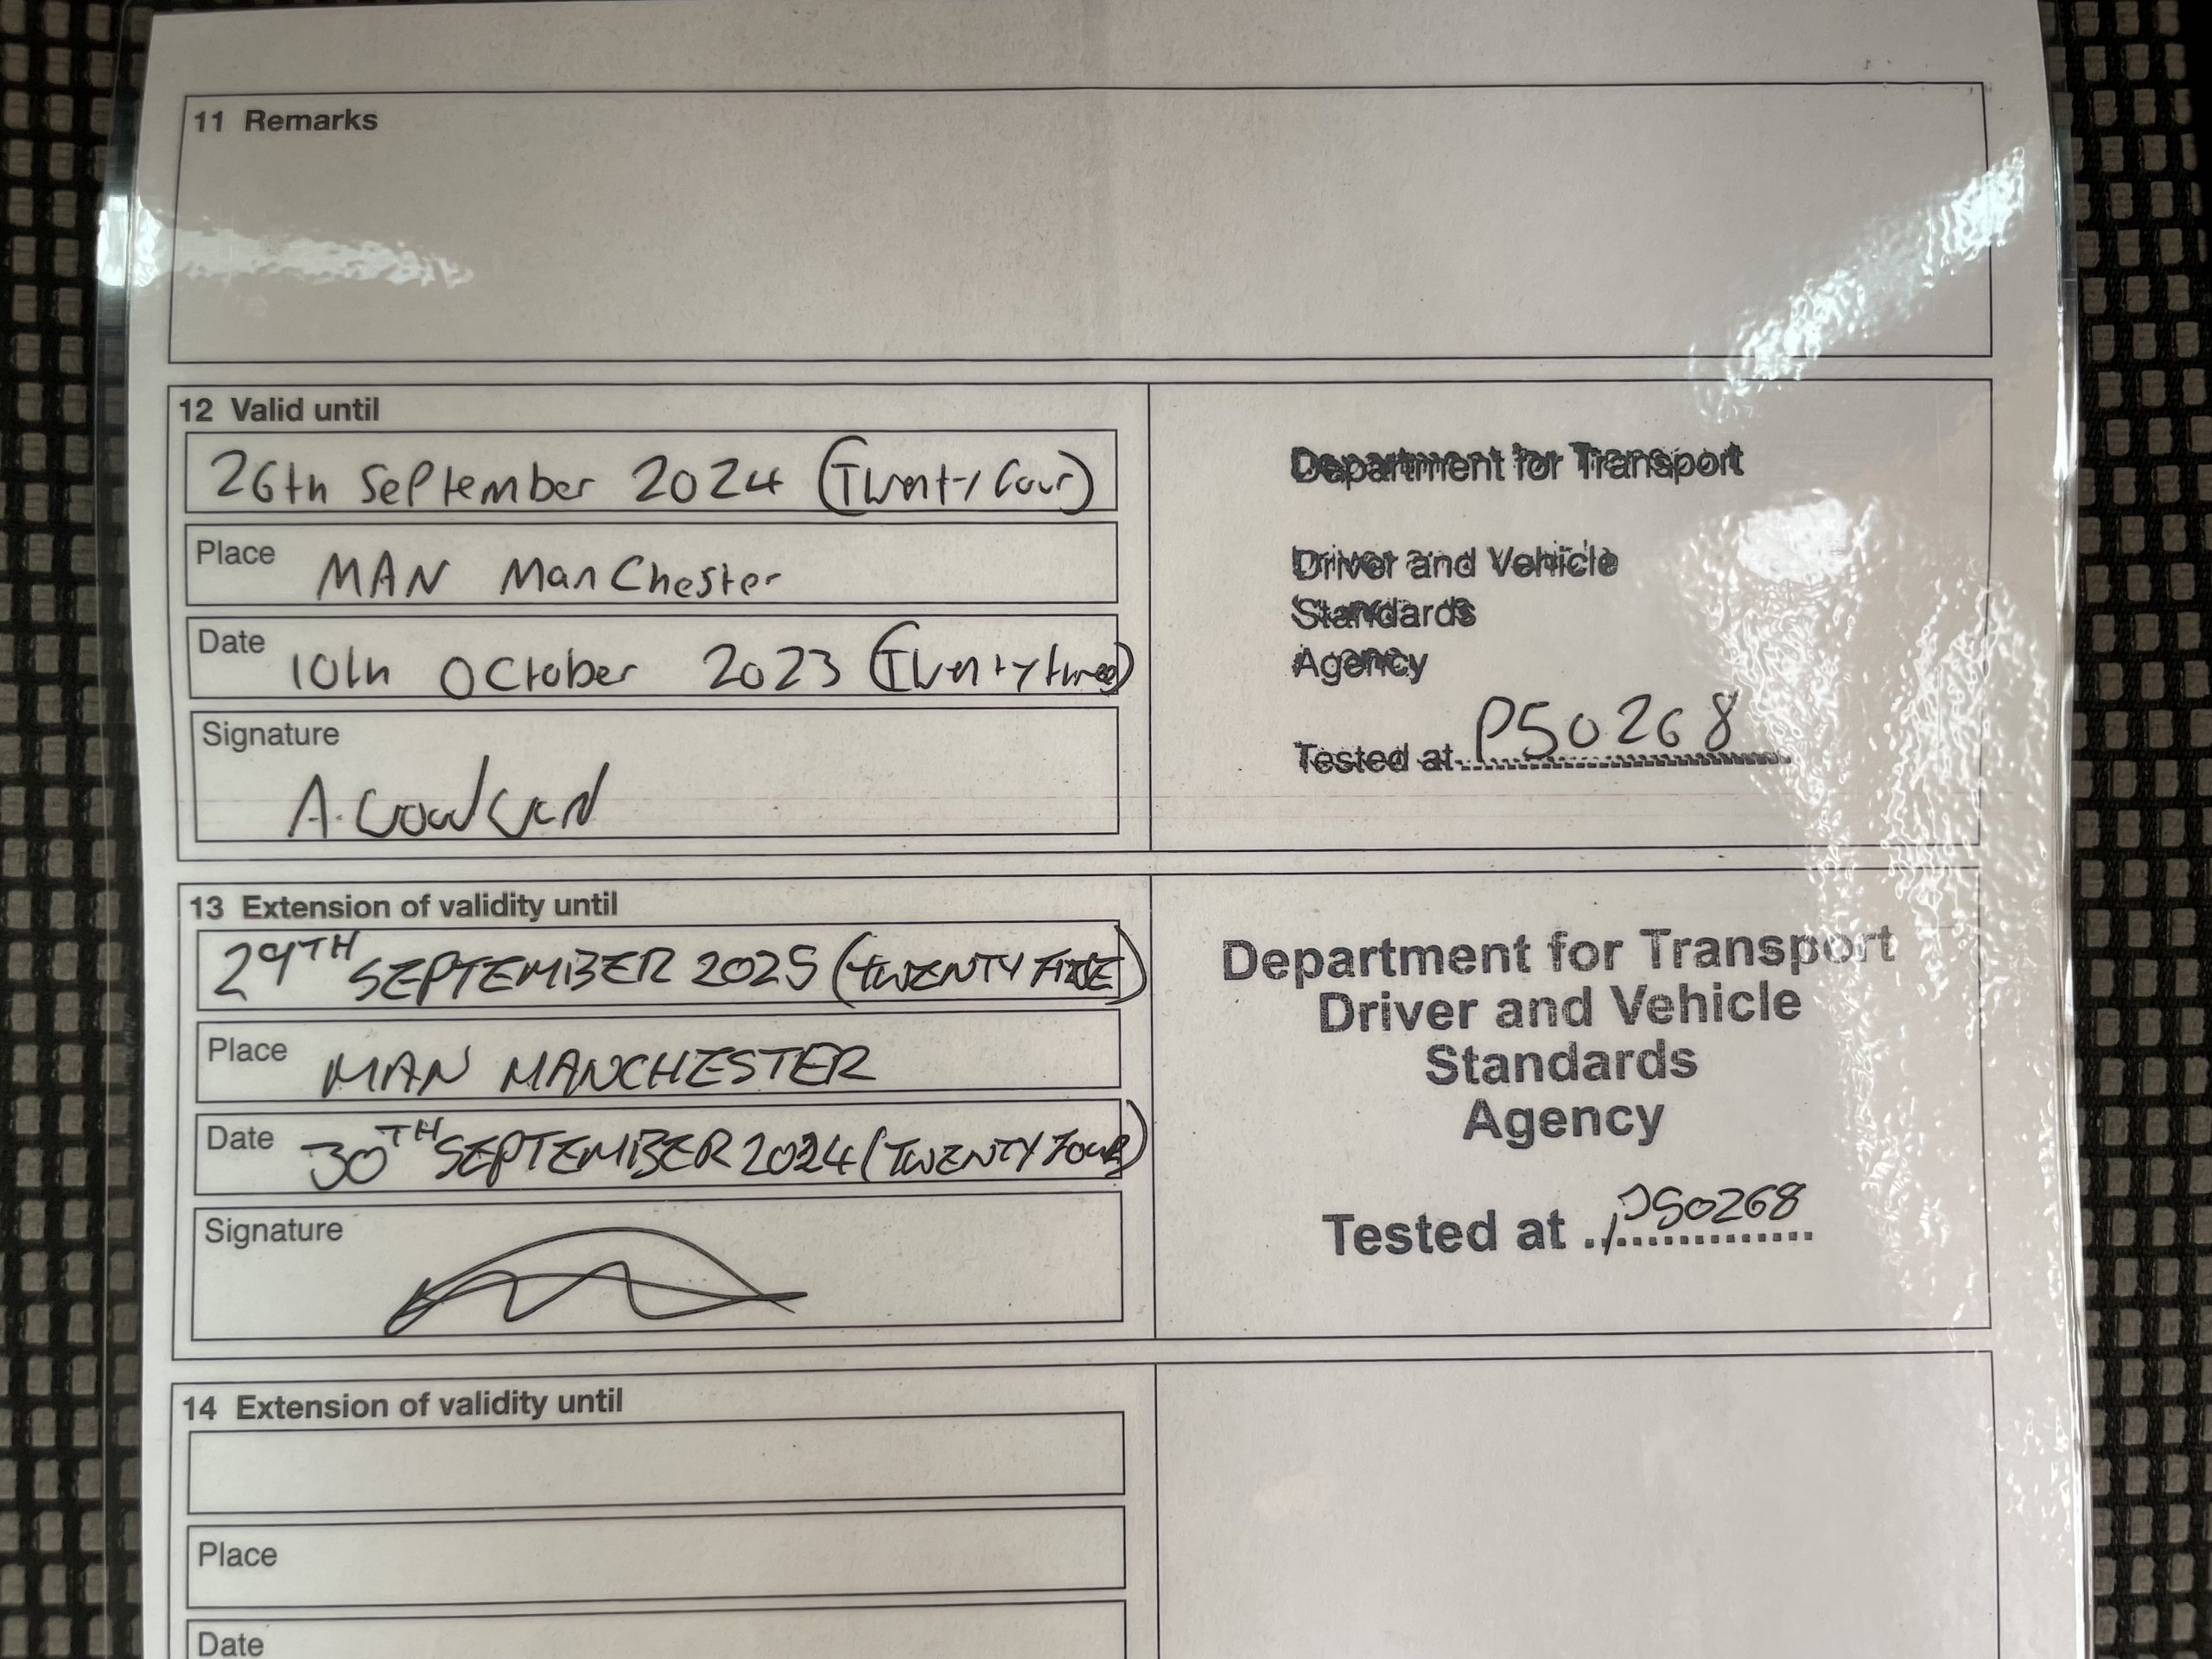 11 Remarks
12 Valid until
26th September 2024 (Twenty four)
Place MAN Manchester
Date 10th October 2023 (Twenty three)
Signature
Department for Transport
Driver and Vehicle
Standards
Agency
Tested at PS0268
13 Extension of validity until
29TH SEPTEMBER 2025 (TWENTY FIVE)
Place MAN MANCHESTER
Date 30TH SEPTEMBER 2024 (TWENTY FOUR)
Signature
Department for Transport
Driver and Vehicle
Standards
Agency
Tested at PS0268
14 Extension of validity until
Place
Date